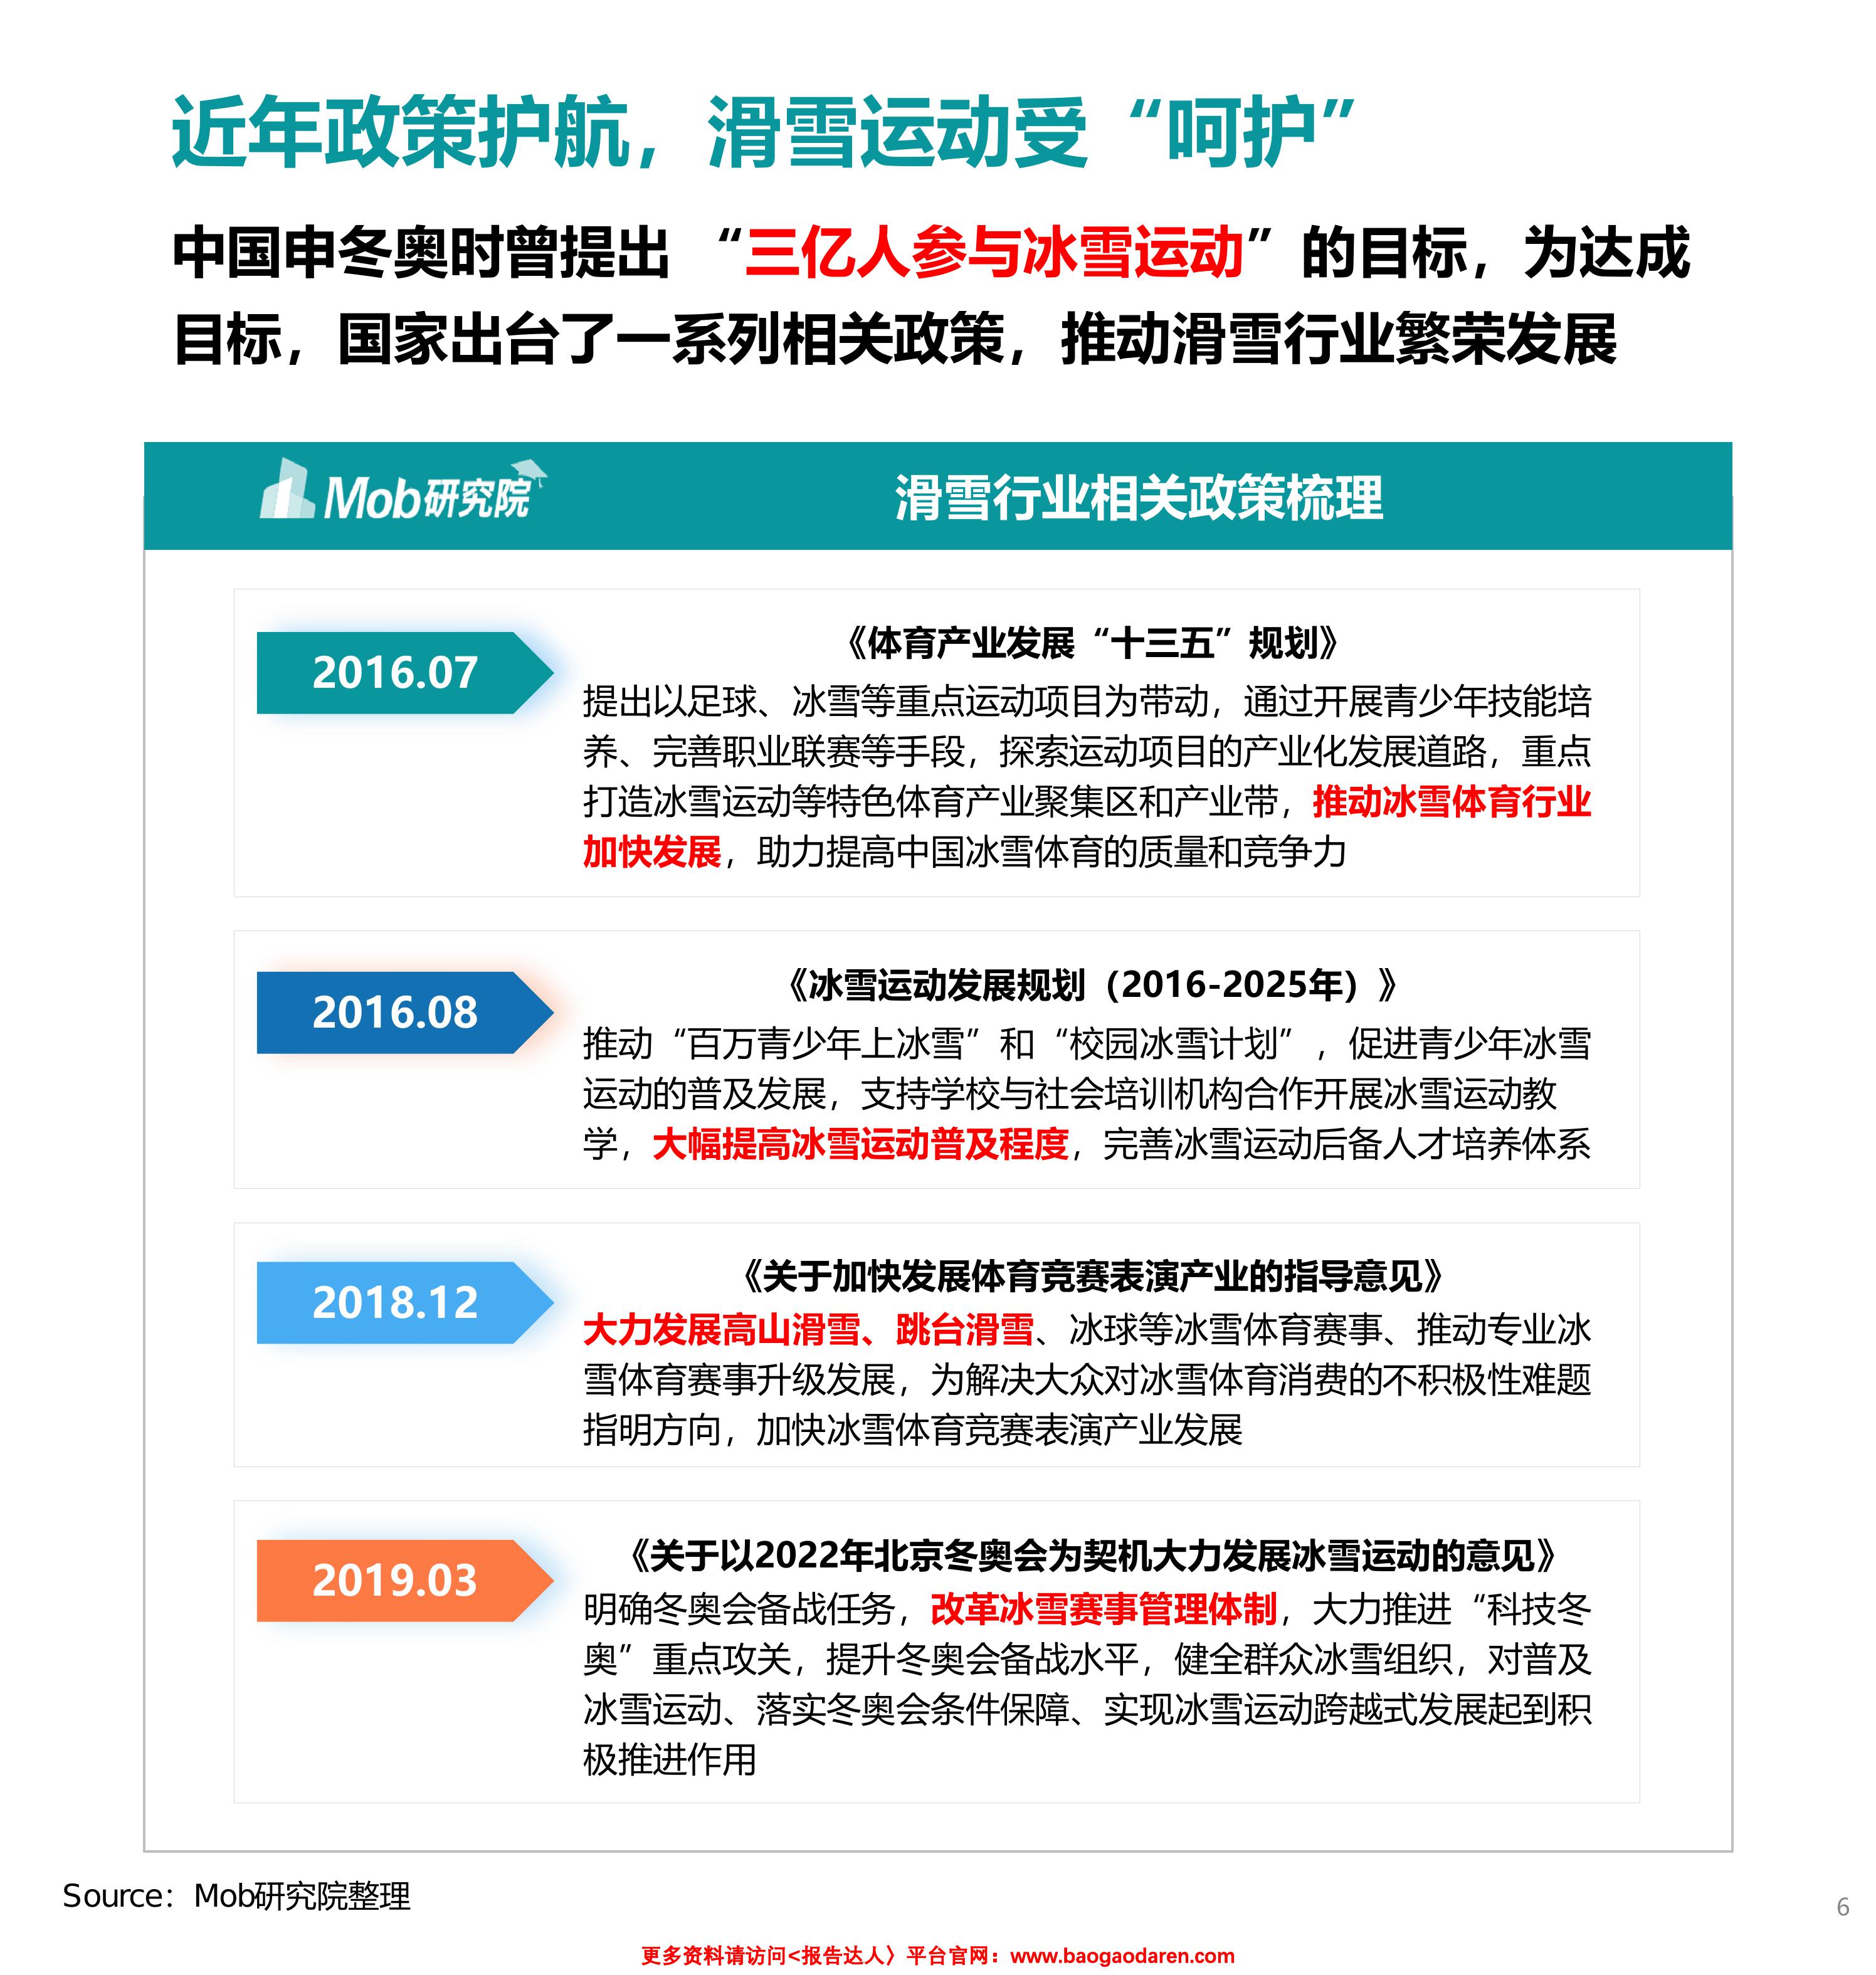 近年政策护航，滑雪运动受“呵护”
中国申冬奥时曾提出 “三亿人参与冰雪运动”的目标，为达成
目标，国家出台了一系列相关政策，推动滑雪行业繁荣发展
Mob研究院
滑雪行业相关政策梳理
2016.07
《体育产业发展“十三五”规划》
提出以足球、冰雪等重点运动项目为带动，通过开展青少年技能培
养、完善职业联赛等手段，探索运动项目的产业化发展道路，重点
打造冰雪运动等特色体育产业聚集区和产业带，推动冰雪体育行业
加快发展，助力提高中国冰雪体育的质量和竞争力
2016.08
《冰雪运动发展规划（2016-2025年）》
推动“百万青少年上冰雪”和“校园冰雪计划”，促进青少年冰雪
运动的普及发展，支持学校与社会培训机构合作开展冰雪运动教
学，大幅提高冰雪运动普及程度，完善冰雪运动后备人才培养体系
2018.12
《关于加快发展体育竞赛表演产业的指导意见》
大力发展高山滑雪、跳台滑雪、冰球等冰雪体育赛事、推动专业冰
雪体育赛事升级发展，为解决大众对冰雪体育消费的不积极性难题
指明方向，加快冰雪体育竞赛表演产业发展
2019.03
《关于以2022年北京冬奥会为契机大力发展冰雪运动的意见》
明确冬奥会备战任务，改革冰雪赛事管理体制，大力推进“科技冬
奥”重点攻关，提升冬奥会备战水平，健全群众冰雪组织，对普及
冰雪运动、落实冬奥会条件保障、实现冰雪运动跨越式发展起到积
极推进作用
Source：Mob研究院整理
6
更多资料请访问<报告达人〉平台官网：www.baogaodaren.com